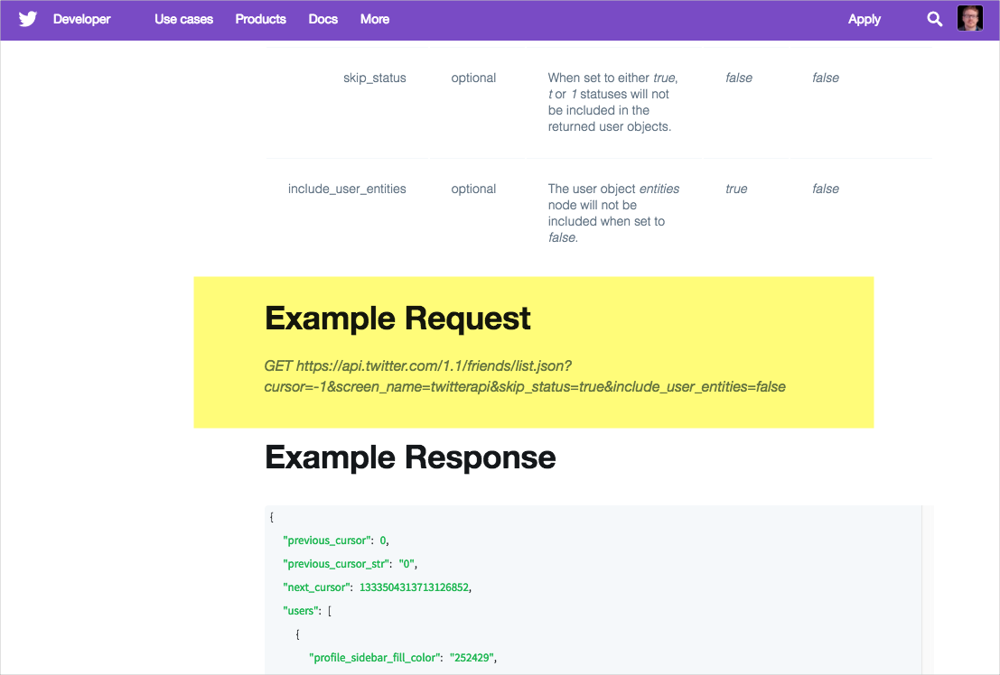 Developer Use cases Products Docs More Apply
skip_status optional When set to either true, false false
t or 1 statuses will not
be included in the
returned user objects.
include_user_entities optional The user object entities true false
node will not be
included when set to
false.
Example Request
GET https://api.twitter.com/1.1/friends/list.json?
cursor=-1&screen_name=twitterapi&skip_status=true&include_user_entities=false
Example Response
{
"previous_cursor": 0,
"previous_cursor_str": "0",
"next_cursor": 1333504313713126852,
"users": [
{
"profile_sidebar_fill_color": "252429",